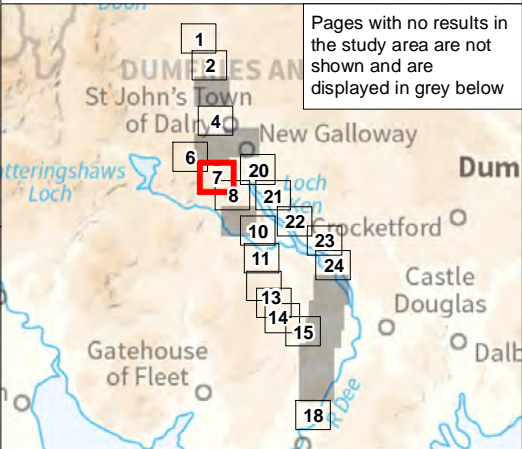 Pages with no results in
the study area are not
shown and are
displayed in grey below
Doon
1
2
DUMFRIES AN
St John's Town
of Dalry
4
New Galloway
6
7
20
atteringshaws
Loch
Dum
8
21
Loch
Ken
22
10
Crocketford
23
11
24
Castle
Douglas
13
14
15
Gatehouse
of Fleet
Dalb
18
R Dee